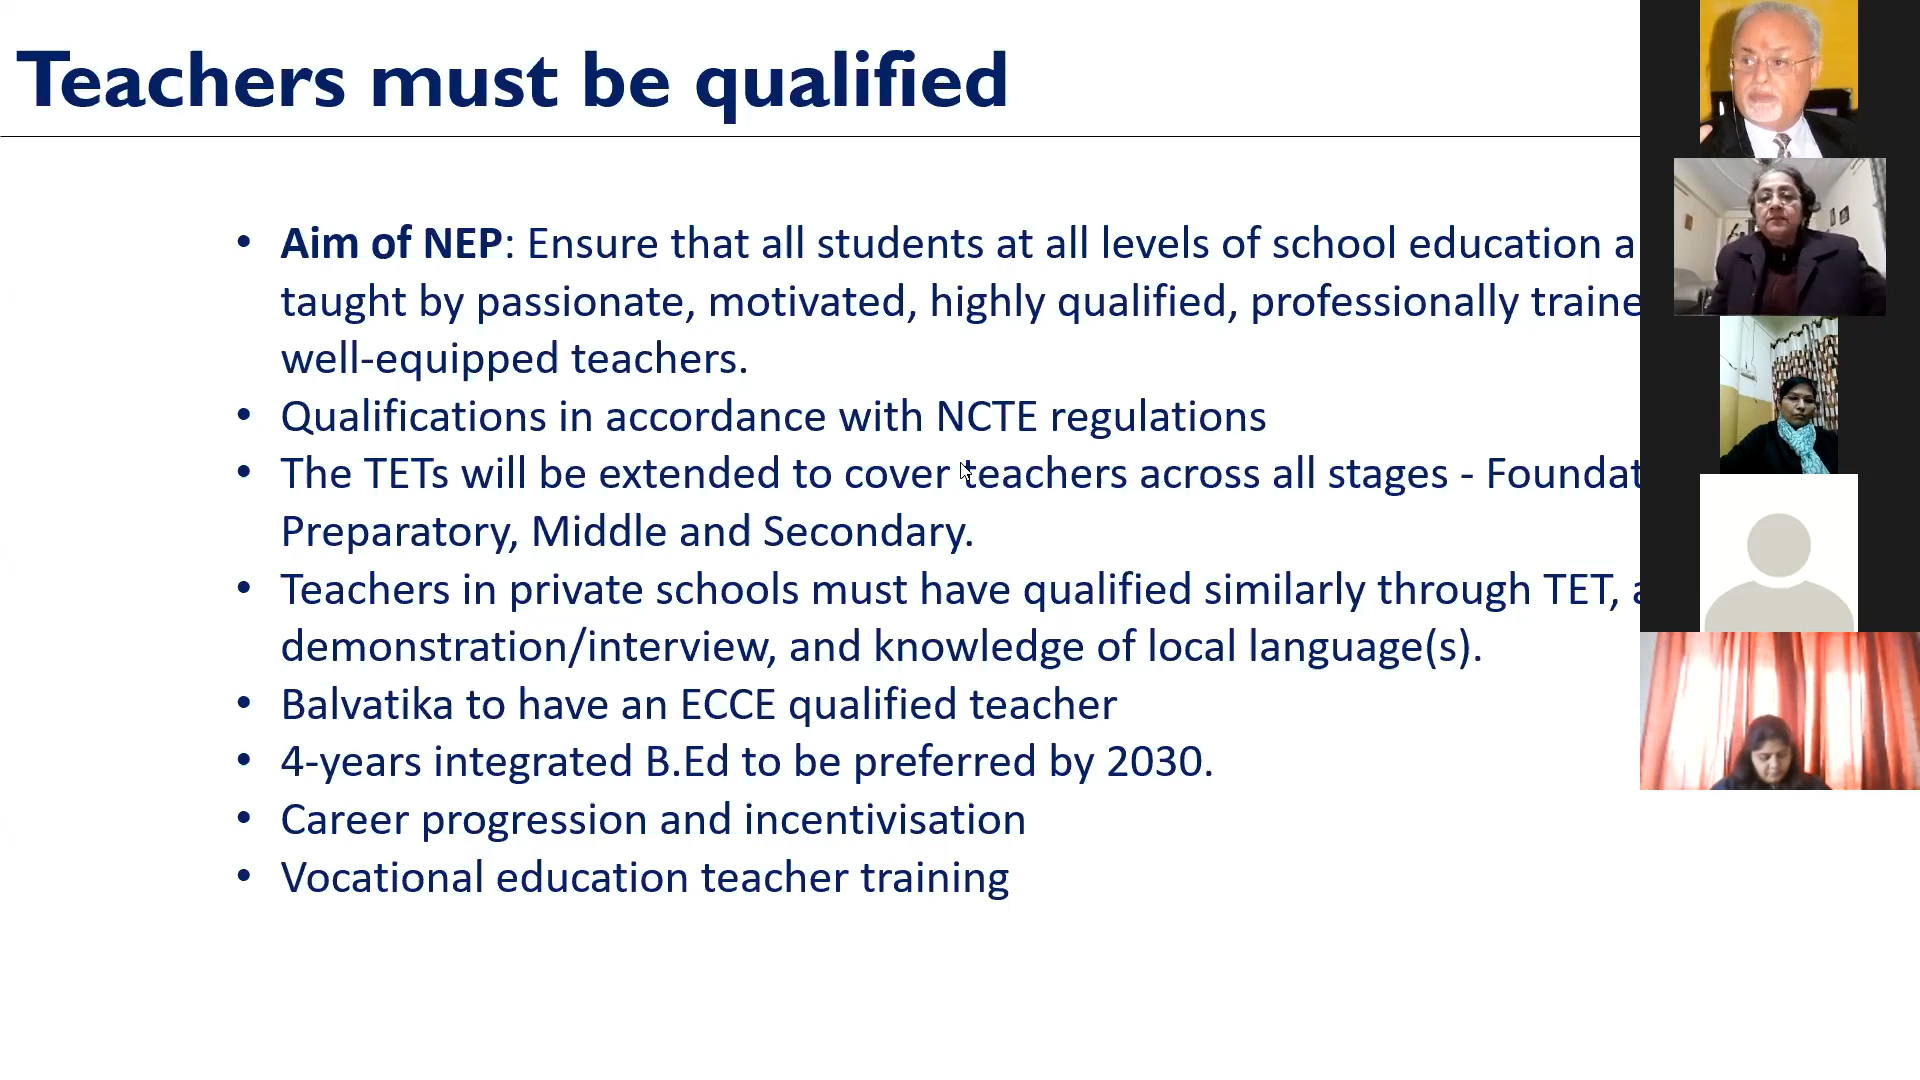 Teachers must be qualified
• Aim of NEP: Ensure that all students at all levels of school education
taught by passionate, motivated, highly qualified, professionally
well-equipped teachers.
• Qualifications in accordance with NCTE regulations
• The TETs will be extended to cover teachers across all stages -
Preparatory, Middle and Secondary.
• Teachers in private schools must have qualified similarly through TET,
demonstration/interview, and knowledge of local language(s).
• Balvatika to have an ECCE qualified teacher
• 4-years integrated B.Ed to be preferred by 2030.
• Career progression and incentivisation
• Vocational education teacher training